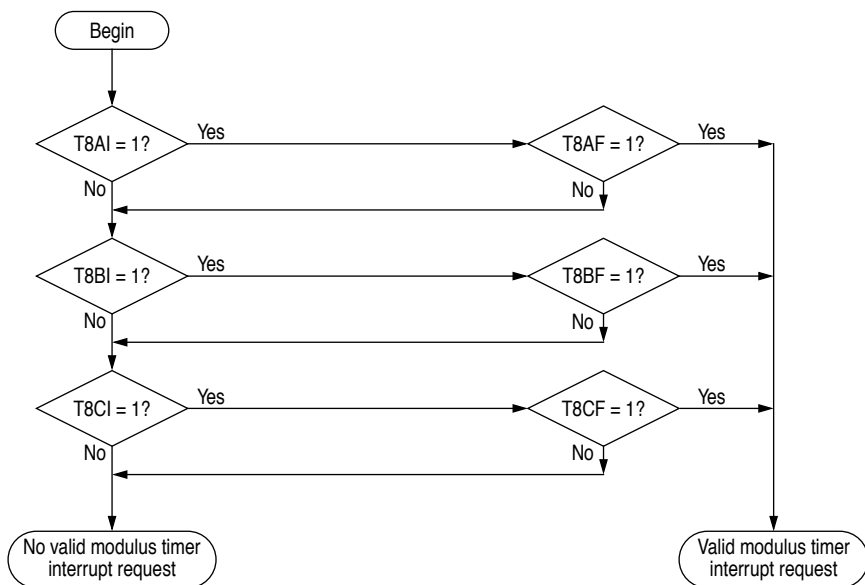 Begin
T8AI = 1?
Yes
T8AF = 1?
Yes
No
No
T8BI = 1?
Yes
T8BF = 1?
Yes
No
No
T8CI = 1?
Yes
T8CF = 1?
Yes
No
No
No valid modulus timer
interrupt request
Valid modulus timer
interrupt request